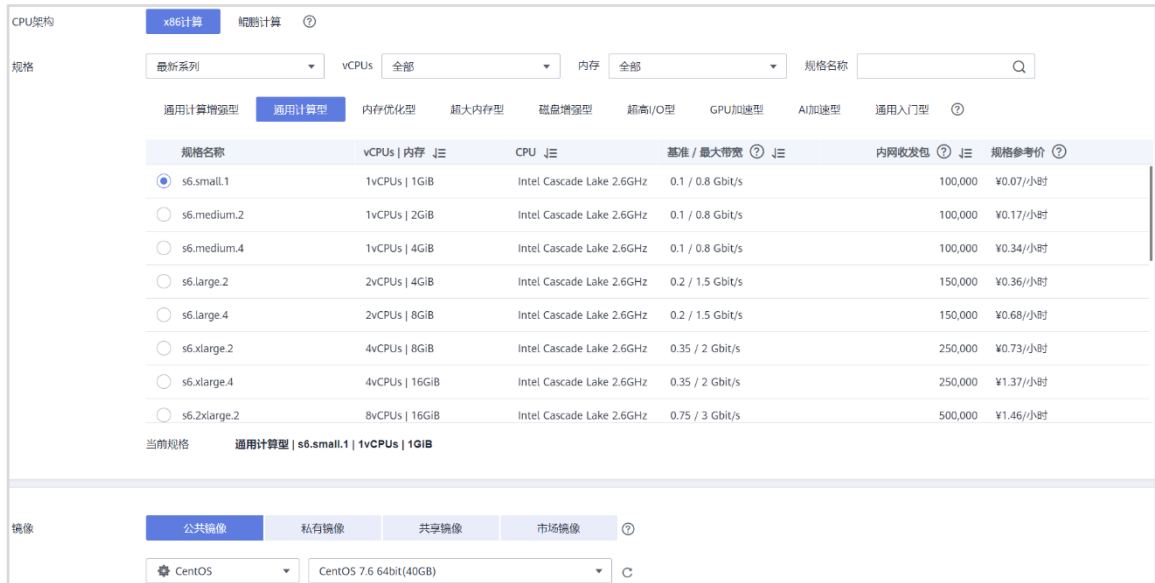 CPU架构 x86计算 鲲鹏计算 ?
规格 最新系列 vCPUs 全部 内存 全部 规格名称
通用计算增强型 通用计算型 内存优化型 超大内存型 磁盘增强型 超高I/O型 GPU加速型 AI加速型 通用入门型 ?
规格名称 vCPUs | 内存 CPU 基准 / 最大带宽 ? 内网收发包 ? 规格参考价 ?
s6.small.1 1vCPUs | 1GiB Intel Cascade Lake 2.6GHz 0.1 / 0.8 Gbit/s 100,000 ¥0.07/小时
s6.medium.2 1vCPUs | 2GiB Intel Cascade Lake 2.6GHz 0.1 / 0.8 Gbit/s 100,000 ¥0.17/小时
s6.medium.4 1vCPUs | 4GiB Intel Cascade Lake 2.6GHz 0.1 / 0.8 Gbit/s 100,000 ¥0.34/小时
s6.large.2 2vCPUs | 4GiB Intel Cascade Lake 2.6GHz 0.2 / 1.5 Gbit/s 150,000 ¥0.36/小时
s6.large.4 2vCPUs | 8GiB Intel Cascade Lake 2.6GHz 0.2 / 1.5 Gbit/s 150,000 ¥0.68/小时
s6.xlarge.2 4vCPUs | 8GiB Intel Cascade Lake 2.6GHz 0.35 / 2 Gbit/s 250,000 ¥0.73/小时
s6.xlarge.4 4vCPUs | 16GiB Intel Cascade Lake 2.6GHz 0.35 / 2 Gbit/s 250,000 ¥1.37/小时
s6.2xlarge.2 8vCPUs | 16GiB Intel Cascade Lake 2.6GHz 0.75 / 3 Gbit/s 500,000 ¥1.46/小时
当前规格 通用计算型 | s6.small.1 | 1vCPUs | 1GiB
镜像 公共镜像 私有镜像 共享镜像 市场镜像 ?
CentOS CentOS 7.6 64bit(40GB)